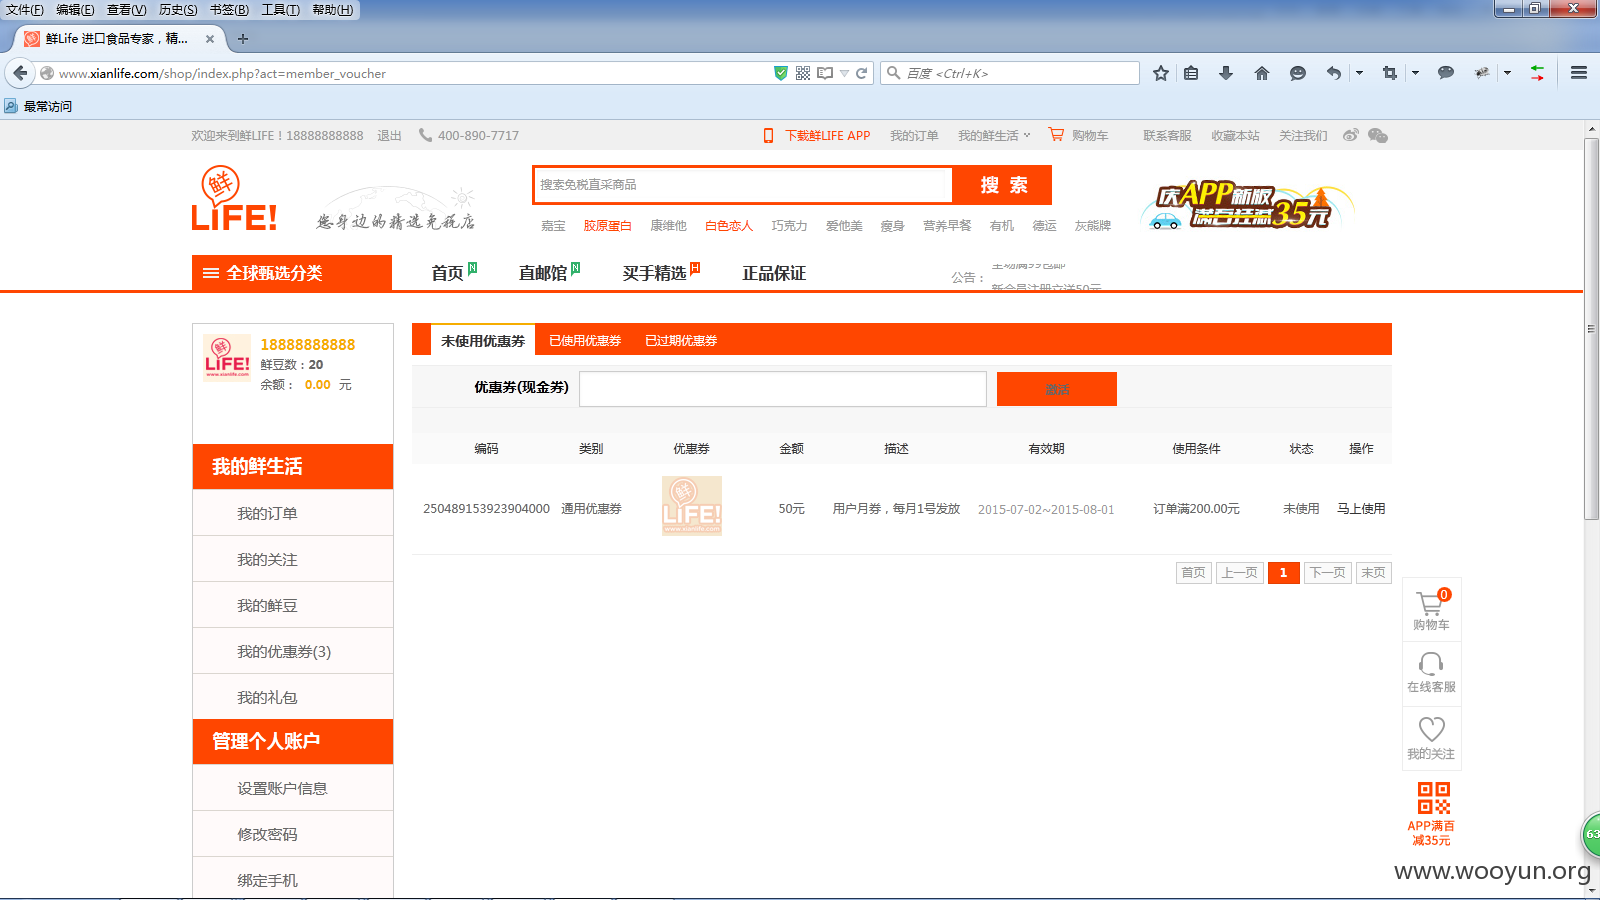 文件(F) 编辑(E) 查看(V) 历史(S) 书签(B) 工具(T) 帮助(H)
鲜Life 进口食品专家，精...
www.xianlife.com/shop/index.php?act=member_voucher
百度 <Ctrl+K>
最常访问
欢迎来到鲜LIFE！18888888888 退出 400-890-7717 下载鲜LIFE APP 我的订单 我的鲜生活 购物车 联系客服 收藏本站 关注我们
鲜
LIFE!
您身边的精选免税店
搜索免税直采商品
搜 索
庆APP新版
满百狂减35元
嘉宝 胶原蛋白 康维他 白色恋人 巧克力 爱他美 瘦身 营养早餐 有机 德运 灰熊牌
全球甄选分类 首页 N 直邮馆 N 买手精选 H 正品保证
公告：
全场满99包邮
新会员注册立送50元
鲜
LIFE!
www.xianlife.com
18888888888
鲜豆数：20
余额： 0.00 元
我的鲜生活
我的订单
我的关注
我的鲜豆
我的优惠券(3)
我的礼包
管理个人账户
设置账户信息
修改密码
绑定手机
未使用优惠券 已使用优惠券 已过期优惠券
优惠券(现金券) 激活
编码 类别 优惠券 金额 描述 有效期 使用条件 状态 操作
250489153923904000 通用优惠券 鲜 LIFE! www.xianlife.com 50元 用户月券，每月1号发放 2015-07-02~2015-08-01 订单满200.00元 未使用 马上使用
首页 上一页 1 下一页 末页
0
购物车
在线客服
我的关注
APP满百
减35元
63
www.wooyun.org